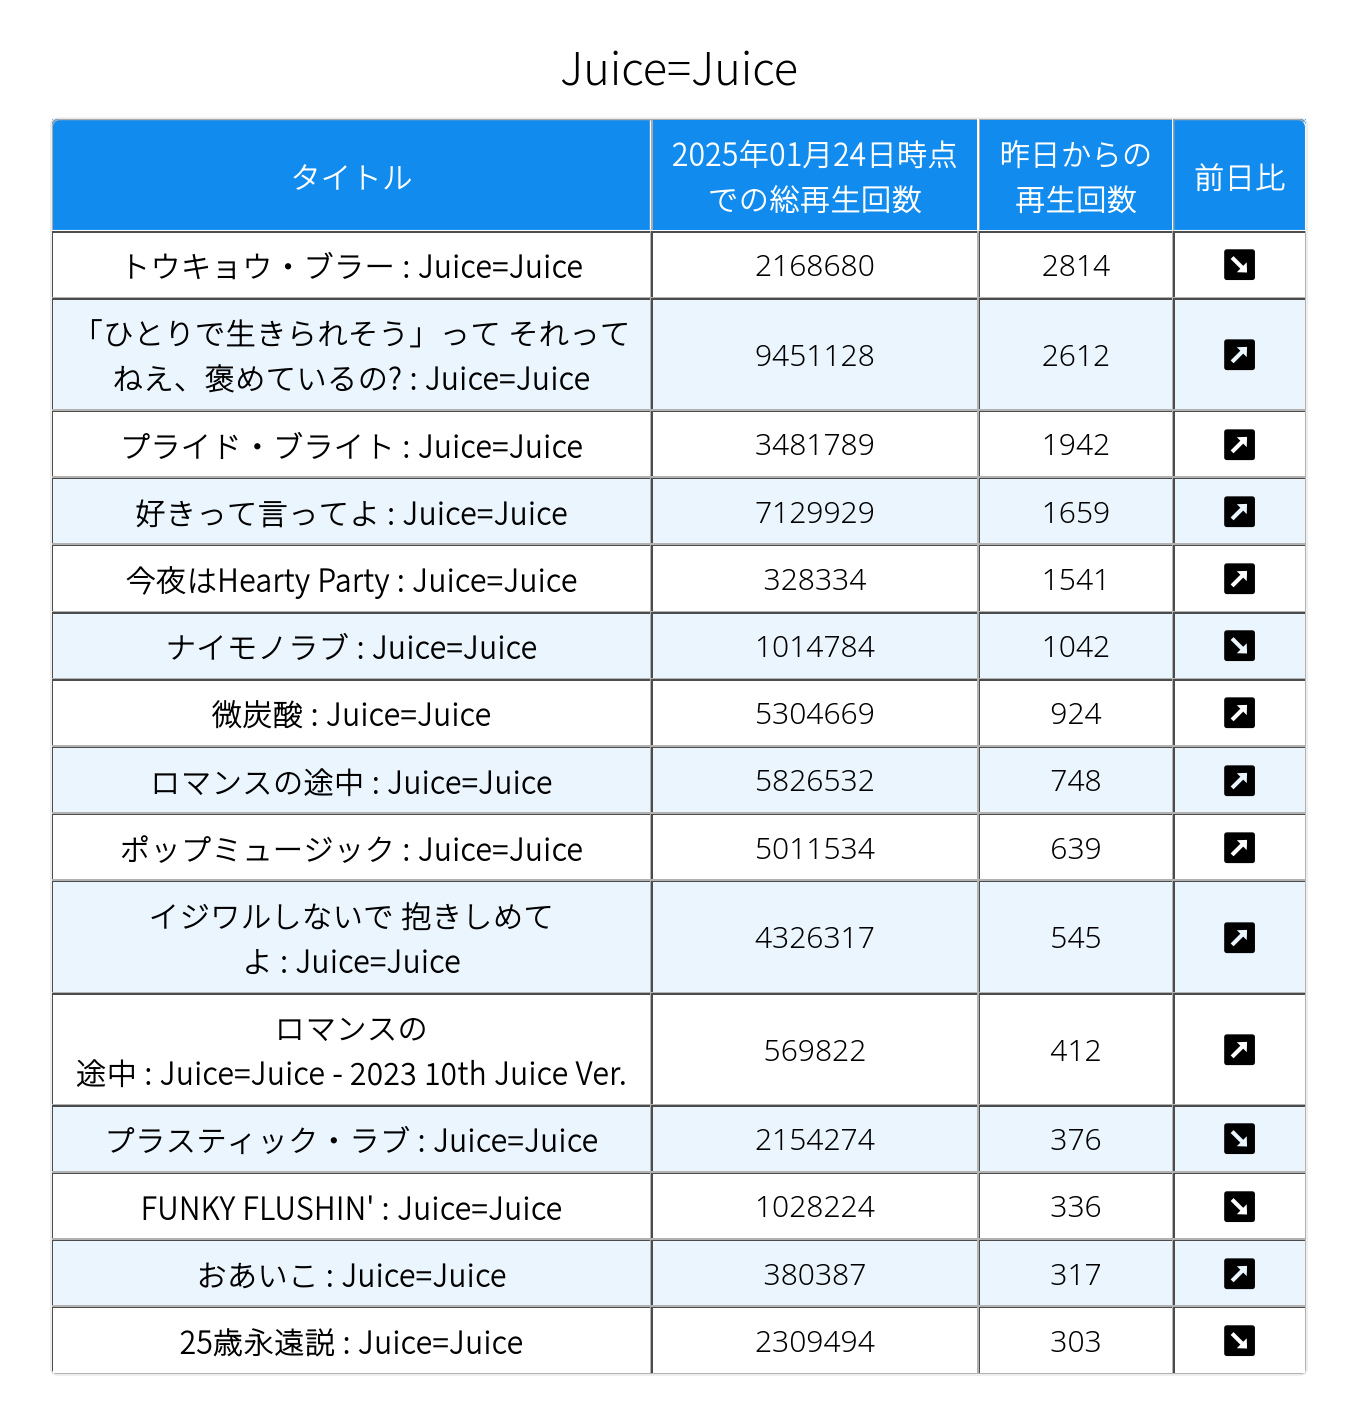 Juice=Juice
タイトル
2025年01月24日時点
での総再生回数
昨日からの
再生回数
前日比
トウキョウ・ブラー : Juice=Juice 2168680 2814
「ひとりで生きられそう」って それって
ねえ、褒めているの? : Juice=Juice
9451128 2612
プライド・ブライト : Juice=Juice 3481789 1942
好きって言ってよ : Juice=Juice 7129929 1659
今夜はHearty Party : Juice=Juice 328334 1541
ナイモノラブ : Juice=Juice 1014784 1042
微炭酸 : Juice=Juice 5304669 924
ロマンスの途中 : Juice=Juice 5826532 748
ポップミュージック : Juice=Juice 5011534 639
イジワルしないで 抱きしめて
よ : Juice=Juice
4326317 545
ロマンスの
途中 : Juice=Juice - 2023 10th Juice Ver.
569822 412
プラスティック・ラブ : Juice=Juice 2154274 376
FUNKY FLUSHIN' : Juice=Juice 1028224 336
おあいこ : Juice=Juice 380387 317
25歳永遠説 : Juice=Juice 2309494 303